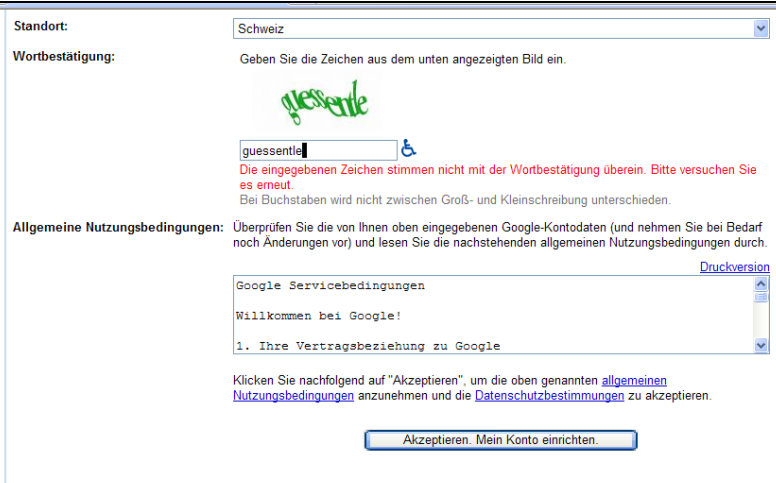 Standort:
Schweiz
Wortbestätigung:
Geben Sie die Zeichen aus dem unten angezeigten Bild ein.
guessentle
guessentle
Die eingegebenen Zeichen stimmen nicht mit der Wortbestätigung überein. Bitte versuchen Sie
es erneut.
Bei Buchstaben wird nicht zwischen Groß- und Kleinschreibung unterschieden.
Allgemeine Nutzungsbedingungen:
Überprüfen Sie die von Ihnen oben eingegebenen Google-Kontodaten (und nehmen Sie bei Bedarf
noch Änderungen vor) und lesen Sie die nachstehenden allgemeinen Nutzungsbedingungen durch.
Druckversion
Google Servicebedingungen
Willkommen bei Google!
1. Ihre Vertragsbeziehung zu Google
Klicken Sie nachfolgend auf "Akzeptieren", um die oben genannten allgemeinen
Nutzungsbedingungen anzunehmen und die Datenschutzbestimmungen zu akzeptieren.
Akzeptieren. Mein Konto einrichten.